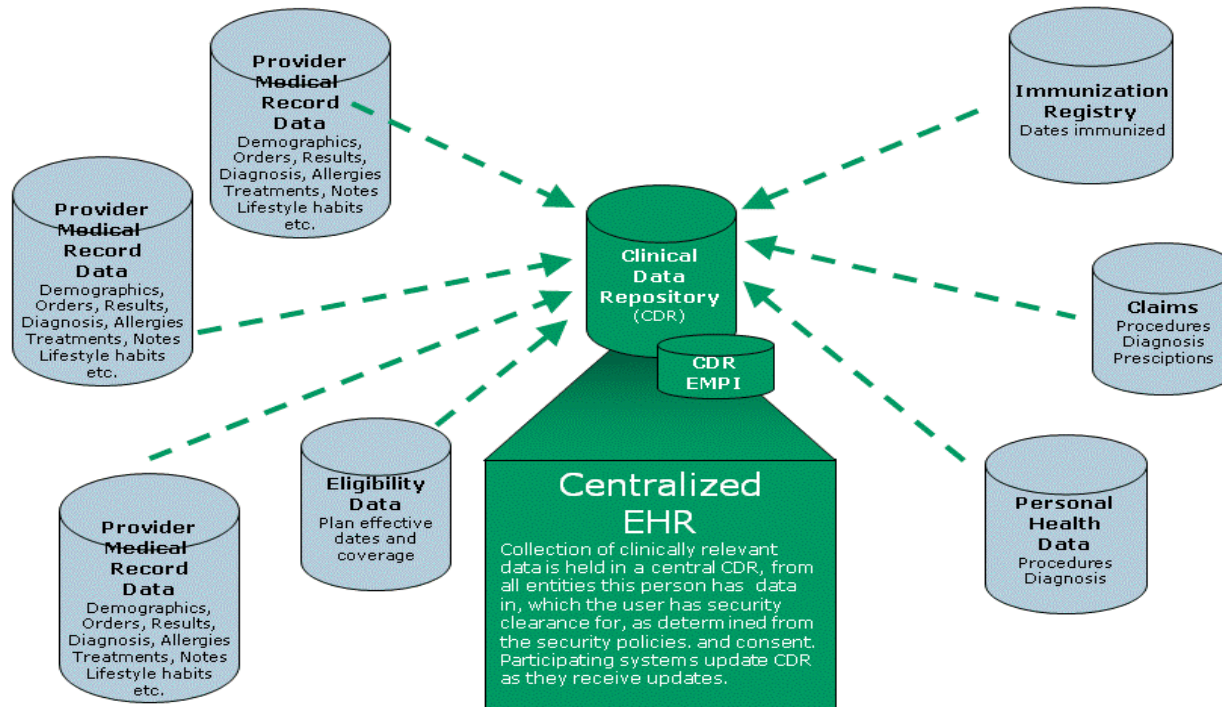 Provider
Medical
Record
Data
Demographics,
Orders, Results,
Diagnosis, Allergies
Treatments, Notes
Lifestyle habits
etc.
Immunization
Registry
Dates immunized
Provider
Medical
Record
Data
Demographics,
Orders, Results,
Diagnosis, Allergies
Treatments, Notes
Lifestyle habits
etc.
Clinical
Data
Repository
(CDR)
CDR
EMPI
Claims
Procedures
Diagnosis
Presciptions
Provider
Medical
Record
Data
Demographics,
Orders, Results,
Diagnosis, Allergies
Treatments, Notes
Lifestyle habits
etc.
Eligibility
Data
Plan effective
dates and
coverage
Centralized
EHR
Collection of clinically relevant
data is held in a central CDR, from
all entities this person has data
in, which the user has security
clearance for, as determined from
the security policies. and consent.
Participating systems update CDR
as they receive updates.
Personal
Health
Data
Procedures
Diagnosis